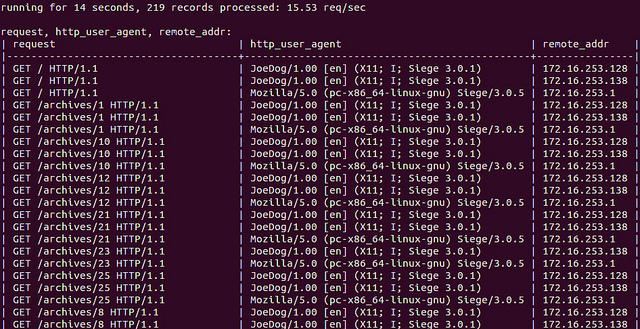 running for 14 seconds, 219 records processed: 15.53 req/sec
request, http_user_agent, remote_addr:
| request | http_user_agent | remote_addr |
|--------------------------------------+----------------------------------------------+----------------|
| GET / HTTP/1.1 | JoeDog/1.00 [en] (X11; I; Siege 3.0.1) | 172.16.253.128 |
| GET / HTTP/1.1 | JoeDog/1.00 [en] (X11; I; Siege 3.0.1) | 172.16.253.138 |
| GET / HTTP/1.1 | Mozilla/5.0 (pc-x86_64-linux-gnu) Siege/3.0.5 | 172.16.253.1 |
| GET /archives/1 HTTP/1.1 | JoeDog/1.00 [en] (X11; I; Siege 3.0.1) | 172.16.253.128 |
| GET /archives/1 HTTP/1.1 | JoeDog/1.00 [en] (X11; I; Siege 3.0.1) | 172.16.253.138 |
| GET /archives/1 HTTP/1.1 | Mozilla/5.0 (pc-x86_64-linux-gnu) Siege/3.0.5 | 172.16.253.1 |
| GET /archives/10 HTTP/1.1 | JoeDog/1.00 [en] (X11; I; Siege 3.0.1) | 172.16.253.128 |
| GET /archives/10 HTTP/1.1 | JoeDog/1.00 [en] (X11; I; Siege 3.0.1) | 172.16.253.138 |
| GET /archives/10 HTTP/1.1 | Mozilla/5.0 (pc-x86_64-linux-gnu) Siege/3.0.5 | 172.16.253.1 |
| GET /archives/12 HTTP/1.1 | JoeDog/1.00 [en] (X11; I; Siege 3.0.1) | 172.16.253.128 |
| GET /archives/12 HTTP/1.1 | JoeDog/1.00 [en] (X11; I; Siege 3.0.1) | 172.16.253.138 |
| GET /archives/12 HTTP/1.1 | Mozilla/5.0 (pc-x86_64-linux-gnu) Siege/3.0.5 | 172.16.253.1 |
| GET /archives/21 HTTP/1.1 | JoeDog/1.00 [en] (X11; I; Siege 3.0.1) | 172.16.253.128 |
| GET /archives/21 HTTP/1.1 | JoeDog/1.00 [en] (X11; I; Siege 3.0.1) | 172.16.253.138 |
| GET /archives/21 HTTP/1.1 | Mozilla/5.0 (pc-x86_64-linux-gnu) Siege/3.0.5 | 172.16.253.1 |
| GET /archives/23 HTTP/1.1 | JoeDog/1.00 [en] (X11; I; Siege 3.0.1) | 172.16.253.138 |
| GET /archives/23 HTTP/1.1 | Mozilla/5.0 (pc-x86_64-linux-gnu) Siege/3.0.5 | 172.16.253.1 |
| GET /archives/25 HTTP/1.1 | JoeDog/1.00 [en] (X11; I; Siege 3.0.1) | 172.16.253.128 |
| GET /archives/25 HTTP/1.1 | JoeDog/1.00 [en] (X11; I; Siege 3.0.1) | 172.16.253.138 |
| GET /archives/25 HTTP/1.1 | Mozilla/5.0 (pc-x86_64-linux-gnu) Siege/3.0.5 | 172.16.253.1 |
| GET /archives/8 HTTP/1.1 | JoeDog/1.00 [en] (X11; I; Siege 3.0.1) | 172.16.253.128 |
| GET /archives/8 HTTP/1.1 | JoeDog/1.00 [en] (X11; I; Siege 3.0.1) | 172.16.253.138 |